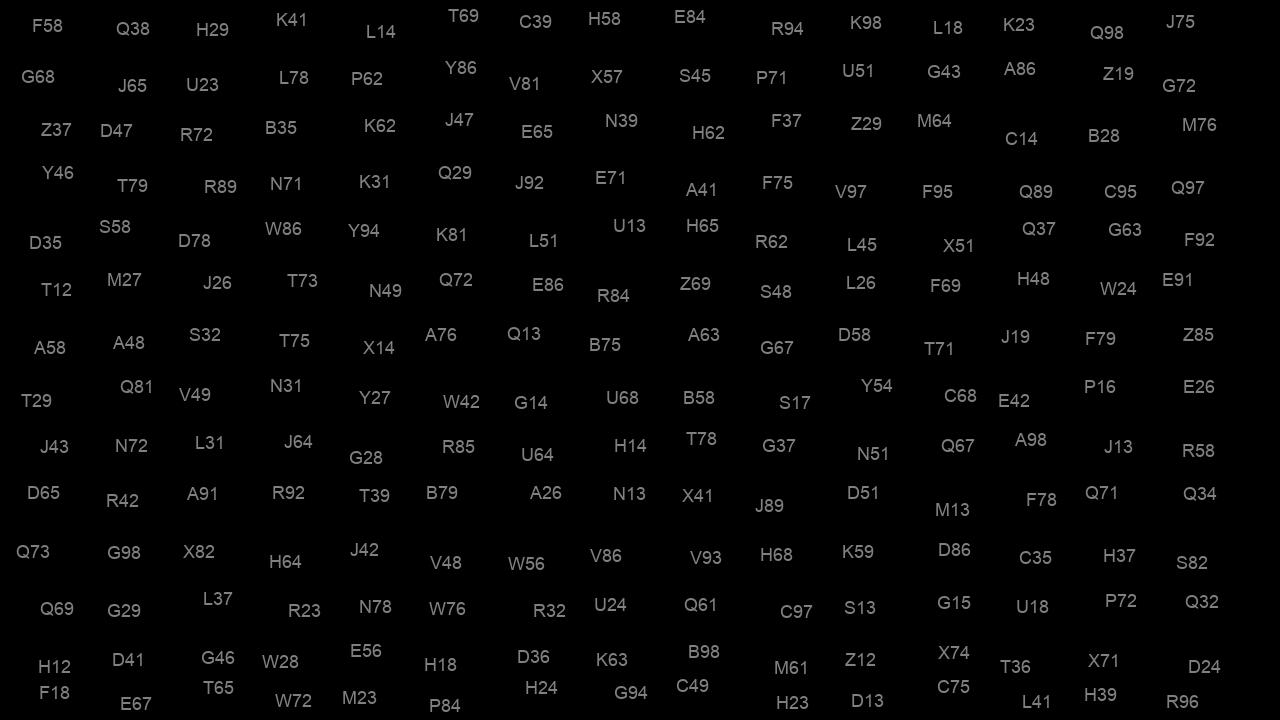 F58 Q38 H29 K41 L14 T69 C39 H58 E84 R94 K98 L18 K23 Q98 J75
G68 J65 U23 L78 P62 Y86 V81 X57 S45 P71 U51 G43 A86 Z19 G72
Z37 D47 R72 B35 K62 J47 E65 N39 H62 F37 Z29 M64 C14 B28 M76
Y46 T79 R89 N71 K31 Q29 J92 E71 A41 F75 V97 F95 Q89 C95 Q97
D35 S58 D78 W86 Y94 K81 L51 U13 H65 R62 L45 X51 Q37 G63 F92
T12 M27 J26 T73 N49 Q72 E86 R84 Z69 S48 L26 F69 H48 W24 E91
A58 A48 S32 T75 X14 A76 Q13 B75 A63 G67 D58 T71 J19 F79 Z85
T29 Q81 V49 N31 Y27 W42 G14 U68 B58 S17 Y54 C68 E42 P16 E26
J43 N72 L31 J64 G28 R85 U64 H14 T78 G37 N51 Q67 A98 J13 R58
D65 R42 A91 R92 T39 B79 A26 N13 X41 J89 D51 M13 F78 Q71 Q34
Q73 G98 X82 H64 J42 V48 W56 V86 V93 H68 K59 D86 C35 H37 S82
Q69 G29 L37 R23 N78 W76 R32 U24 Q61 C97 S13 G15 U18 P72 Q32
H12 D41 G46 W28 E56 H18 D36 K63 B98 M61 Z12 X74 T36 X71 D24
F18 E67 T65 W72 M23 P84 H24 G94 C49 H23 D13 C75 L41 H39 R96